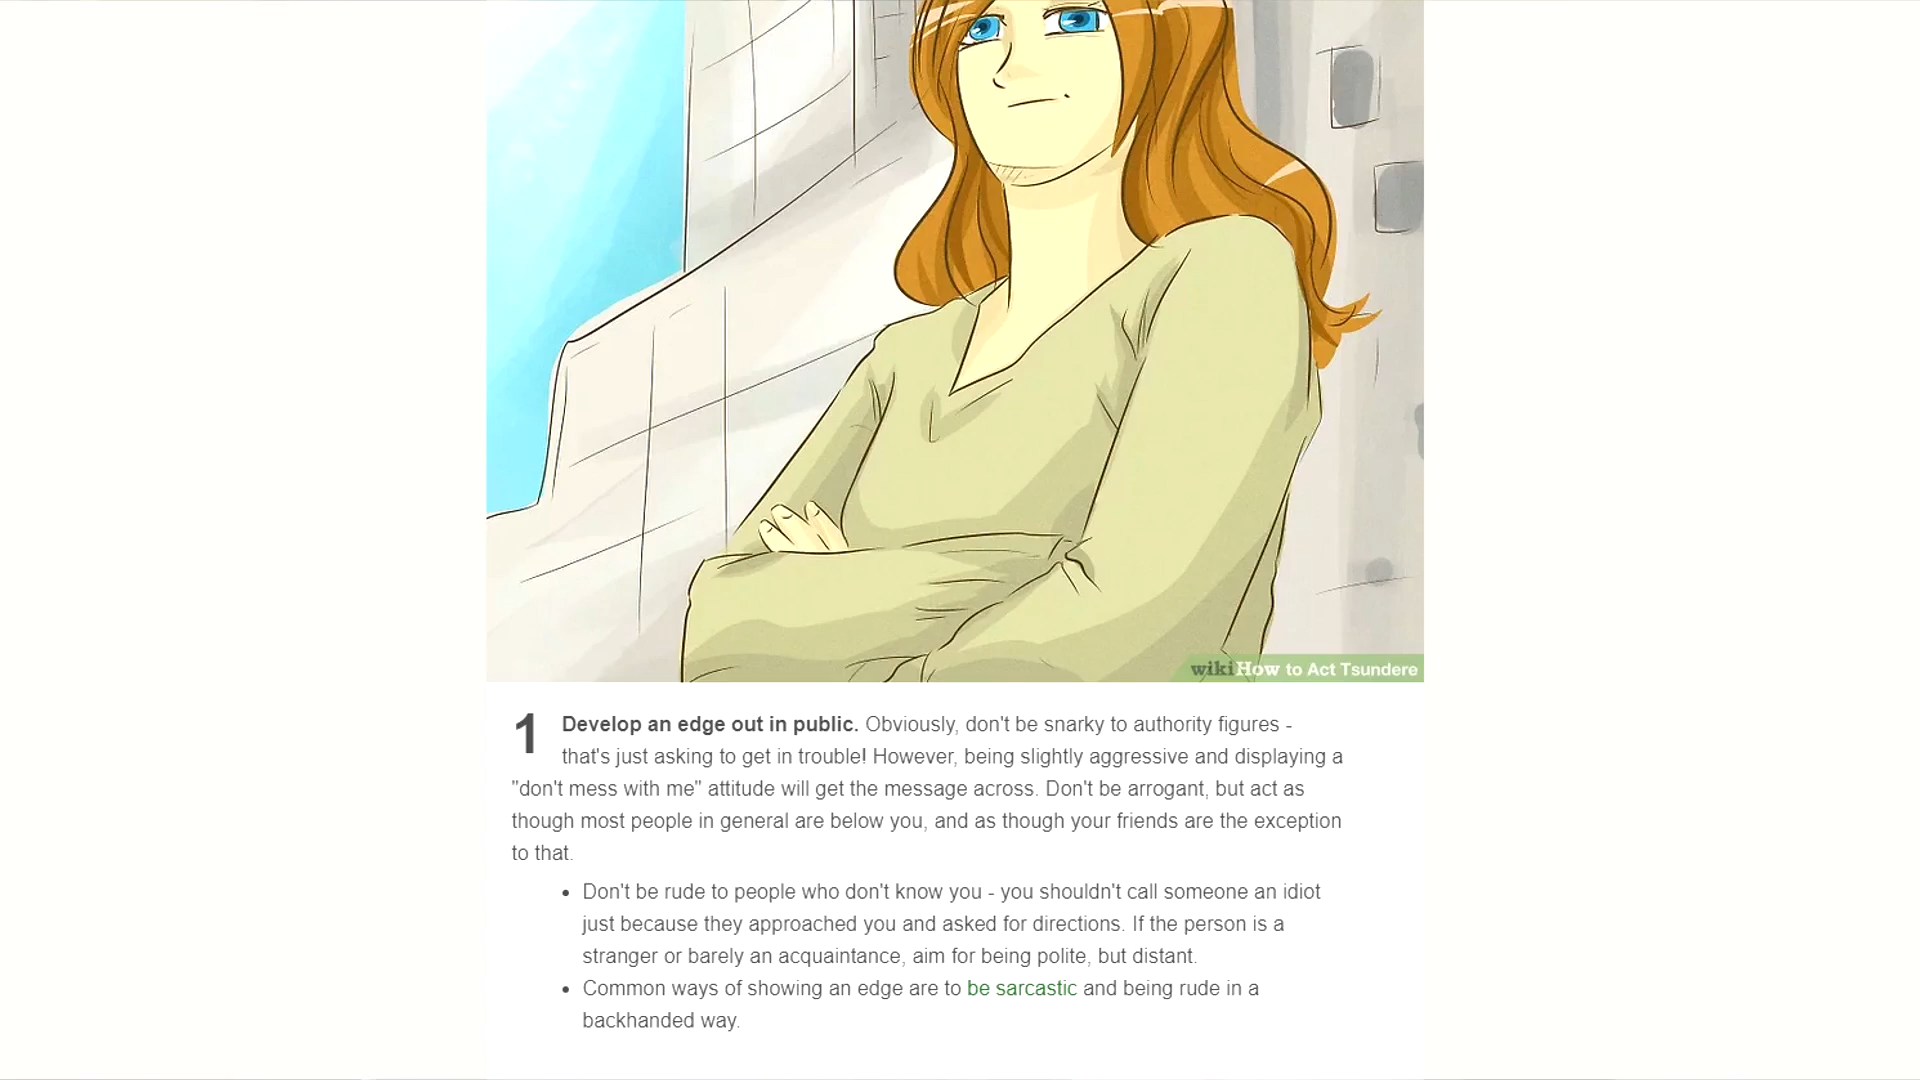 wikiHow to Act Tsundere
1 Develop an edge out in public. Obviously, don't be snarky to authority figures -
that's just asking to get in trouble! However, being slightly aggressive and displaying a
"don't mess with me" attitude will get the message across. Don't be arrogant, but act as
though most people in general are below you, and as though your friends are the exception
to that.
• Don't be rude to people who don't know you - you shouldn't call someone an idiot
just because they approached you and asked for directions. If the person is a
stranger or barely an acquaintance, aim for being polite, but distant.
• Common ways of showing an edge are to be sarcastic and being rude in a
backhanded way.